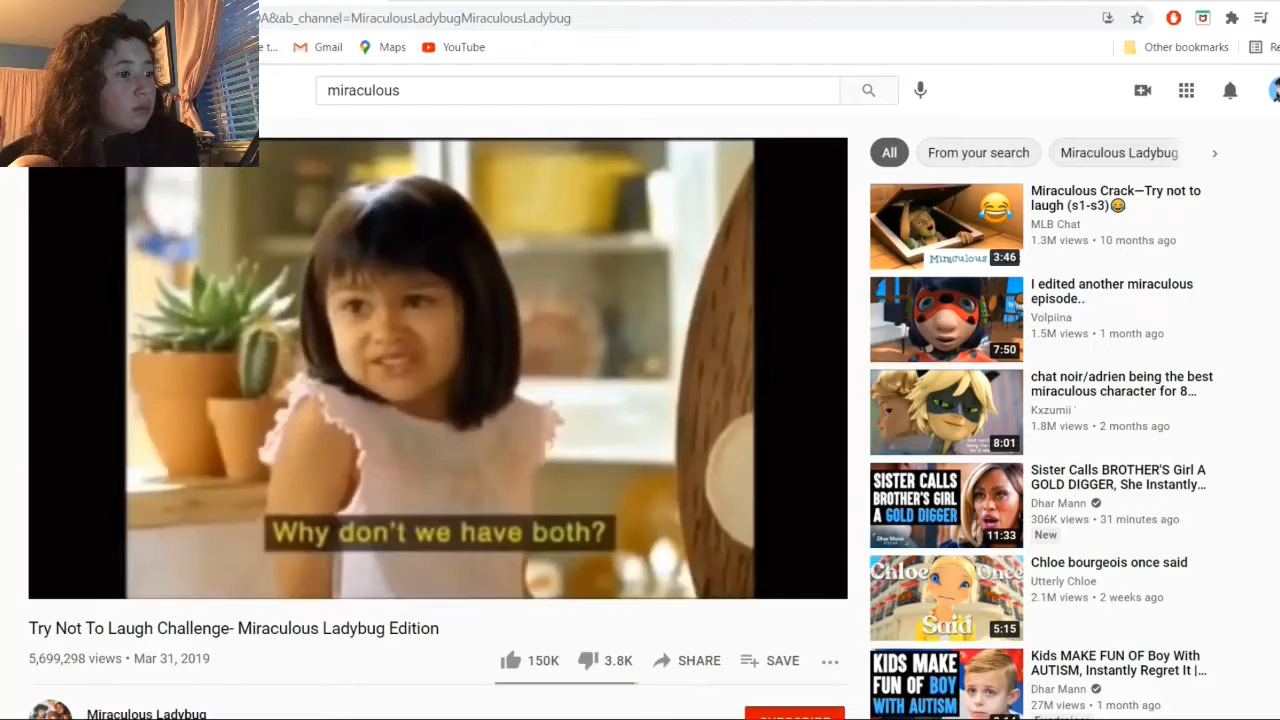 A&ab_channel=MiraculousLadybugMiraculousLadybug
e t... Gmail Maps YouTube Other bookmarks Re
miraculous
All From your search Miraculous Ladybug
Why don't we have both?
Try Not To Laugh Challenge- Miraculous Ladybug Edition
5,699,298 views • Mar 31, 2019
150K 3.8K SHARE SAVE
Miraculous Ladybug
SUBSCRIBE
Miraculous
3:46
Miraculous Crack—Try not to
laugh (s1-s3)😂
MLB Chat
1.3M views • 10 months ago
7:50
I edited another miraculous
episode..
Volpiina
1.5M views • 1 month ago
8:01
chat noir/adrien being the best
miraculous character for 8...
Kxzumii '
1.8M views • 2 months ago
SISTER CALLS
BROTHER'S GIRL
A GOLD DIGGER
Dhar Mann
11:33
Sister Calls BROTHER'S Girl A
GOLD DIGGER, She Instantly...
Dhar Mann
306K views • 31 minutes ago
New
Chloe Once
Said
5:15
Chloe bourgeois once said
Utterly Chloe
2.1M views • 2 weeks ago
KIDS MAKE
FUN OF BOY
WITH AUTISM
Kids MAKE FUN OF Boy With
AUTISM, Instantly Regret It |...
Dhar Mann
27M views • 1 month ago